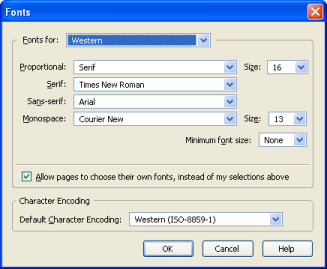 Fonts
Fonts for: Western
Proportional: Serif Size: 16
Serif: Times New Roman
Sans-serif: Arial
Monospace: Courier New Size: 13
Minimum font size: None
Allow pages to choose their own fonts, instead of my selections above
Character Encoding
Default Character Encoding: Western (ISO-8859-1)
OK Cancel Help